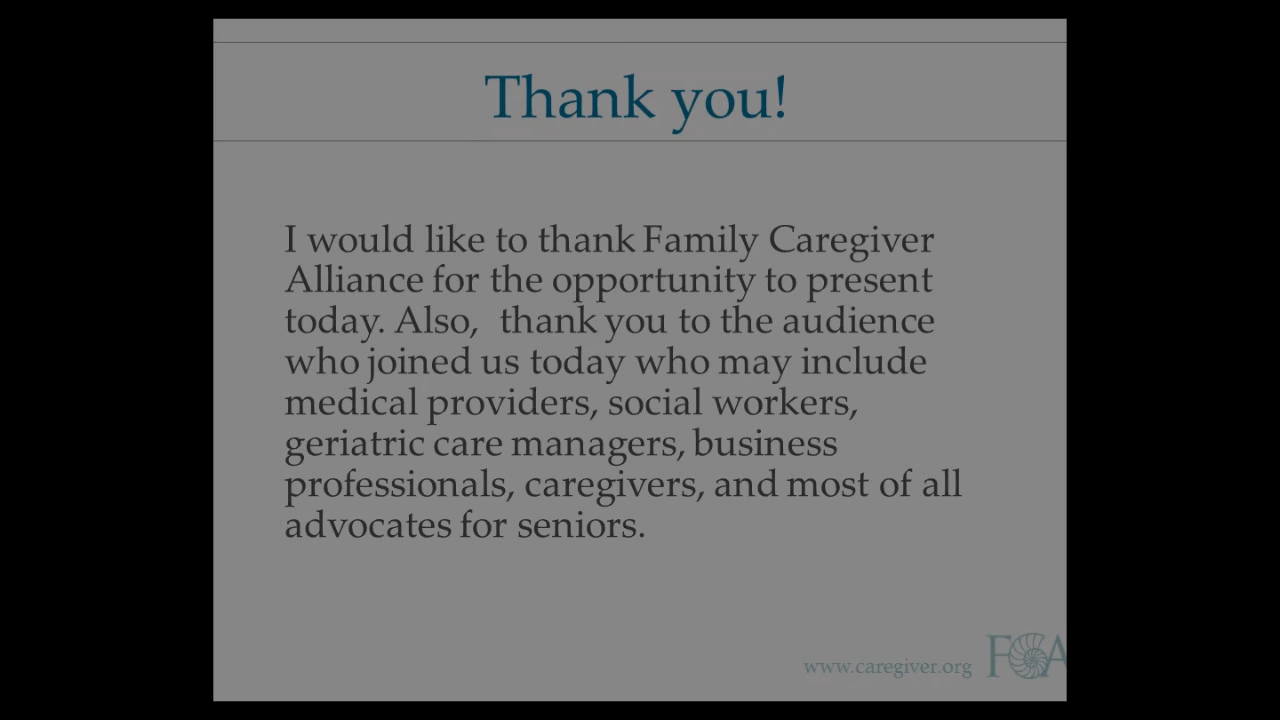 Thank you!
I would like to thank Family Caregiver
Alliance for the opportunity to present
today. Also, thank you to the audience
who joined us today who may include
medical providers, social workers,
geriatric care managers, business
professionals, caregivers, and most of all
advocates for seniors.
www.caregiver.org FCA